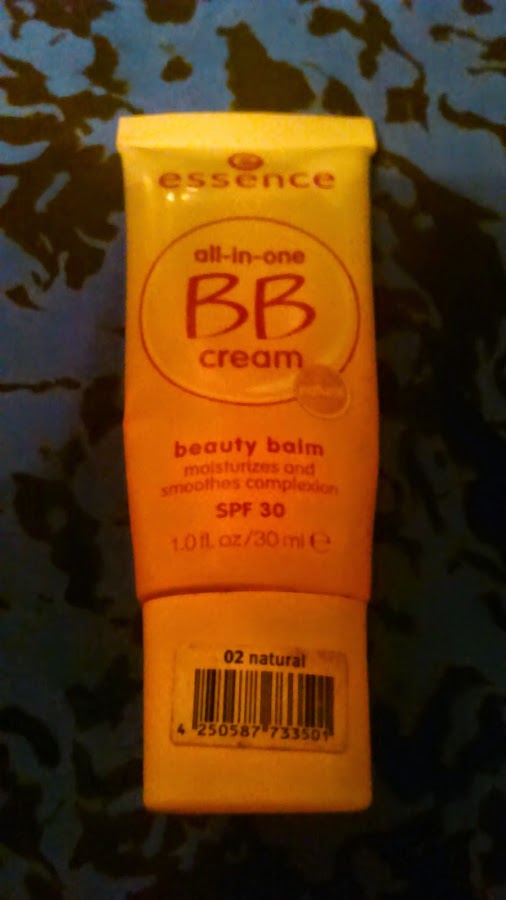 essence
all-in-one
BB
cream
beauty balm
moisturizes and
smoothes complexion
SPF 30
1.0 fl. oz/30 ml e
02 natural
4 250587 733501